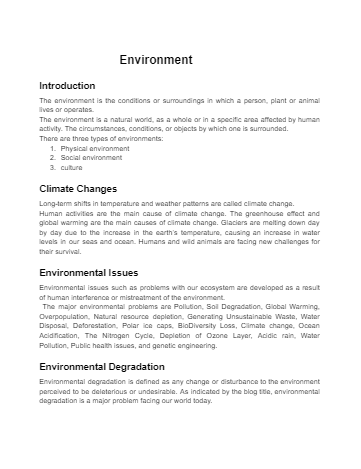 Environment
Introduction
The environment is the conditions or surroundings in which a person, plant or animal
lives or operates.
The environment is a natural world, as a whole or in a specific area affected by human
activity. The circumstances, conditions, or objects by which one is surrounded.
There are three types of environments:
1. Physical environment
2. Social environment
3. culture
Climate Changes
Long-term shifts in temperature and weather patterns are called climate change.
Human activities are the main cause of climate change. The greenhouse effect and
global warming are the main causes of climate change. Glaciers are melting down day
by day due to the increase in the earth's temperature, causing an increase in water
levels in our seas and ocean. Humans and wild animals are facing new challenges for
their survival.
Environmental Issues
Environmental issues such as problems with our ecosystem are developed as a result
of human interference or mistreatment of the environment.
The major environmental problems are Pollution, Soil Degradation, Global Warming,
Overpopulation, Natural resource depletion, Generating Unsustainable Waste, Water
Disposal, Deforestation, Polar ice caps, BioDiversity Loss, Climate change, Ocean
Acidification, The Nitrogen Cycle, Depletion of Ozone Layer, Acidic rain, Water
Pollution, Public health issues, and genetic engineering.
Environmental Degradation
Environmental degradation is defined as any change or disturbance to the environment
perceived to be deleterious or undesirable. As indicated by the blog title, environmental
degradation is a major problem facing our world today.